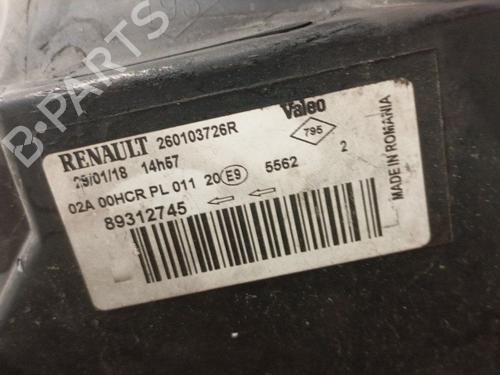 B-PARTS
RENAULT 260103726R
Valeo
795
29/01/18 14h57
02A 00HCR PL 011 20 E9 5562 2
89312745
MADE IN ROMANIA